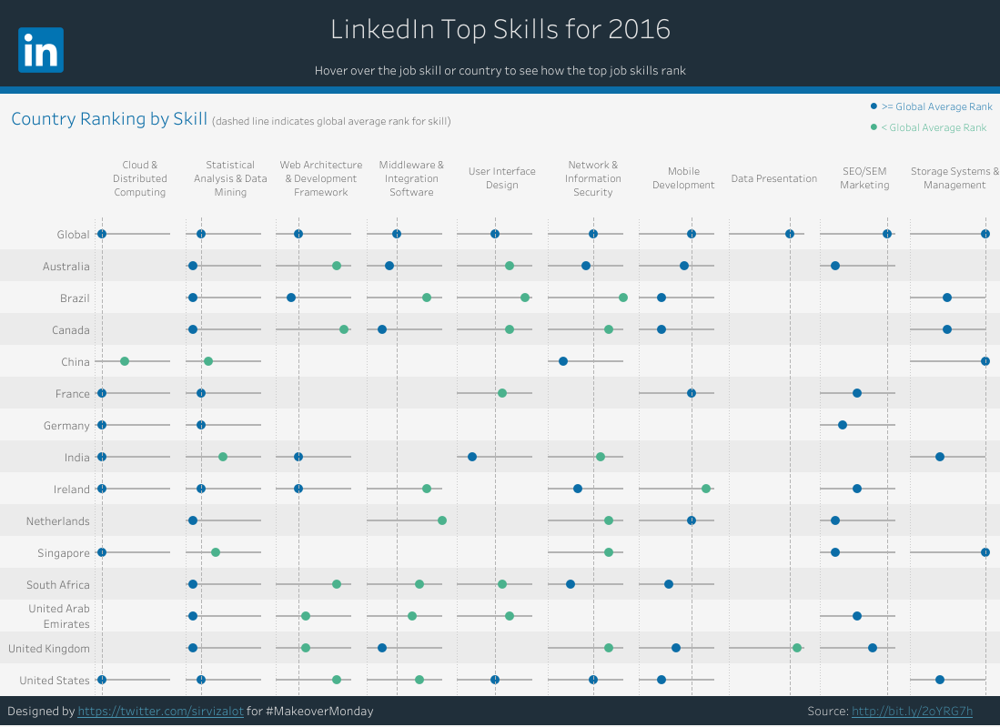 LinkedIn Top Skills for 2016
in
Hover over the job skill or country to see how the top job skills rank
Country Ranking by Skill (dashed line indicates global average rank for skill)
>= Global Average Rank
< Global Average Rank
Cloud &
Distributed
Computing
Statistical
Analysis & Data
Mining
Web Architecture
& Development
Framework
Middleware &
Integration
Software
User Interface
Design
Network &
Information
Security
Mobile
Development
Data Presentation
SEO/SEM
Marketing
Storage Systems &
Management
Global
Australia
Brazil
Canada
China
France
Germany
India
Ireland
Netherlands
Singapore
South Africa
United Arab
Emirates
United Kingdom
United States
Designed by https://twitter.com/sirvizalot for #MakeoverMonday
Source: http://bit.ly/2oYRG7h